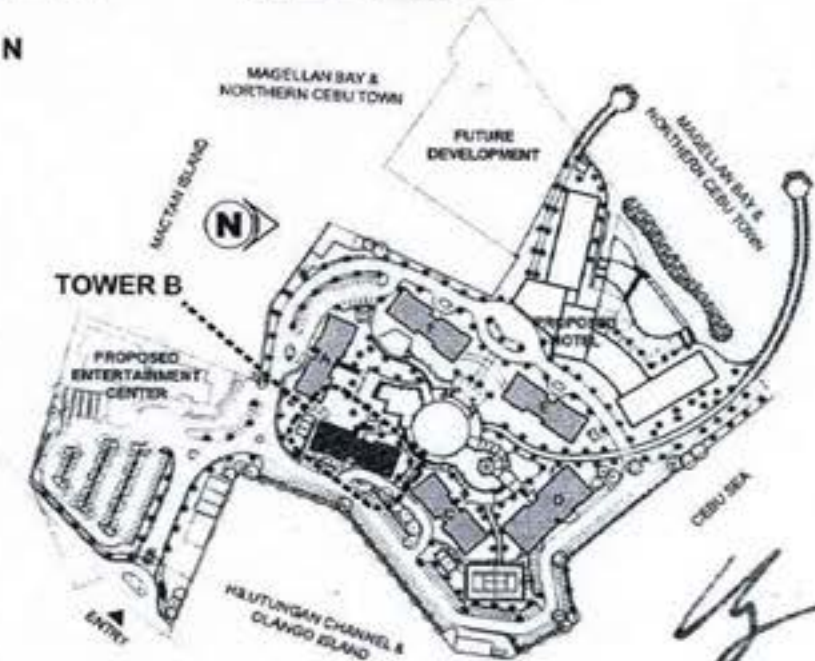 N
MAGELLAN BAY &
NORTHERN CEBU TOWN
FUTURE
DEVELOPMENT
MAGELLAN BAY &
NORTHERN CEBU TOWN
MACTAN ISLAND
N
TOWER B
PROPOSED
ENTERTAINMENT
CENTER
PROPOSED
HOTEL
CEBU SEA
HILUTUNGAN CHANNEL &
OLANGO ISLAND
ENTRY